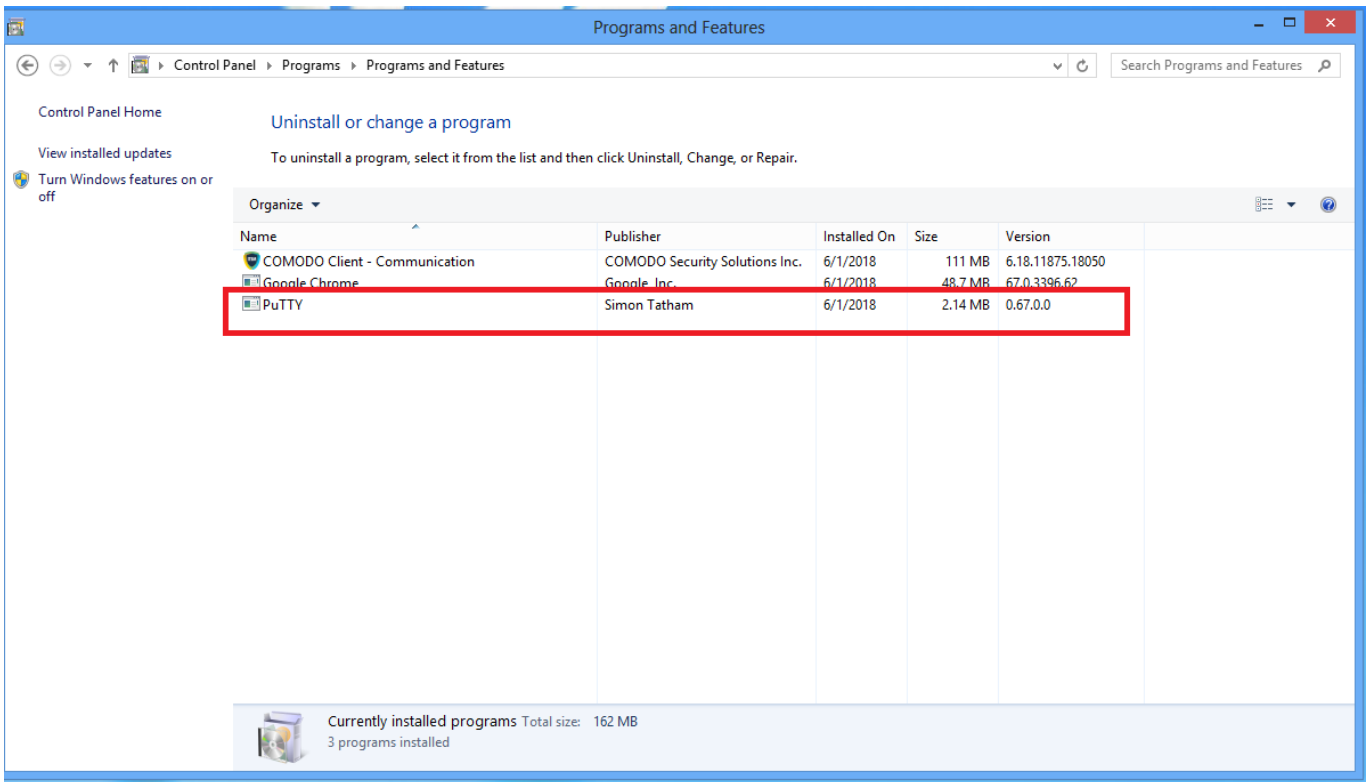 Programs and Features
Control Panel Programs Programs and Features
Search Programs and Features
Control Panel Home
View installed updates
Turn Windows features on or
off
Uninstall or change a program
To uninstall a program, select it from the list and then click Uninstall, Change, or Repair.
Organize
Name Publisher Installed On Size Version
COMODO Client - Communication COMODO Security Solutions Inc. 6/1/2018 111 MB 6.18.11875.18050
Google Chrome Google, Inc. 6/1/2018 48.7 MB 67.0.3396.62
PuTTY Simon Tatham 6/1/2018 2.14 MB 0.67.0.0
Currently installed programs Total size: 162 MB
3 programs installed